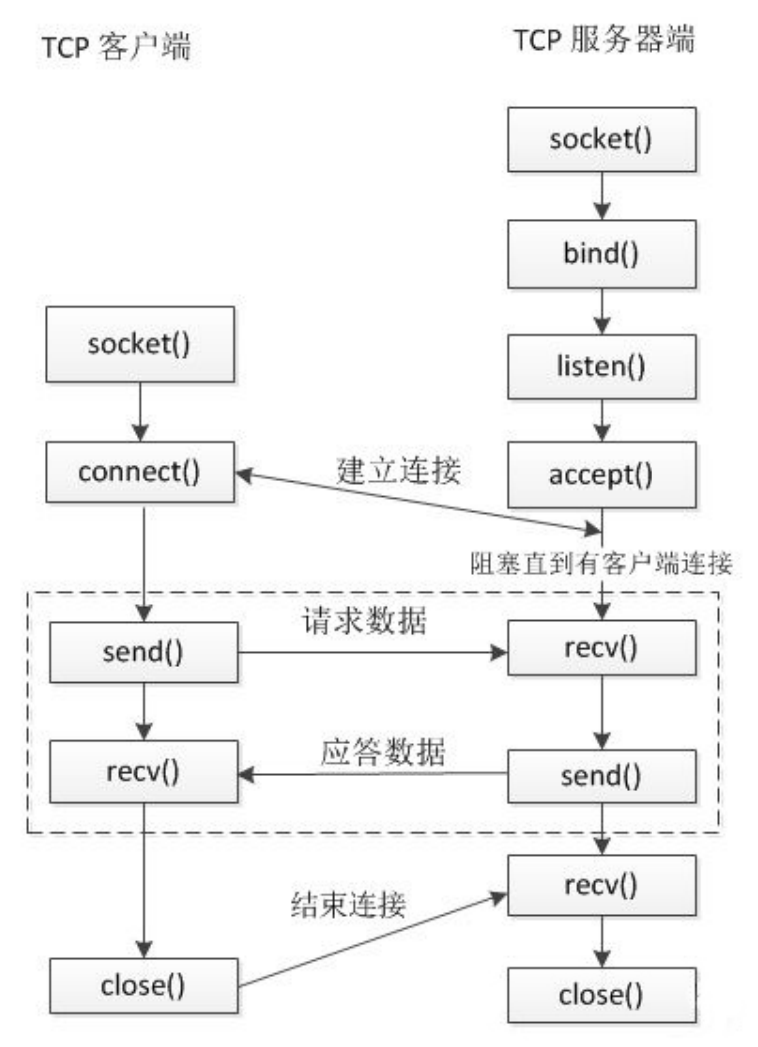 TCP 客户端
TCP 服务器端
socket()
bind()
socket()
listen()
connect()
建立连接
accept()
阻塞直到有客户端连接
请求数据
send()
recv()
应答数据
recv()
send()
recv()
结束连接
close()
close()